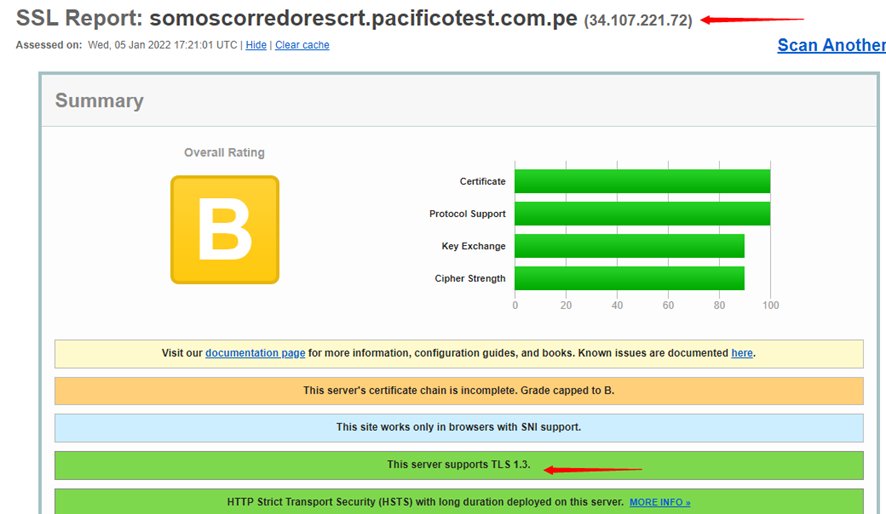 SSL Report: somoscorredorescrt.pacificotest.com.pe (34.107.221.72)
Assessed on: Wed, 05 Jan 2022 17:21:01 UTC | Hide | Clear cache
Scan Another
Summary
Overall Rating
B
Certificate
Protocol Support
Key Exchange
Cipher Strength
0 20 40 60 80 100
Visit our documentation page for more information, configuration guides, and books. Known issues are documented here.
This server's certificate chain is incomplete. Grade capped to B.
This site works only in browsers with SNI support.
This server supports TLS 1.3.
HTTP Strict Transport Security (HSTS) with long duration deployed on this server. MORE INFO »